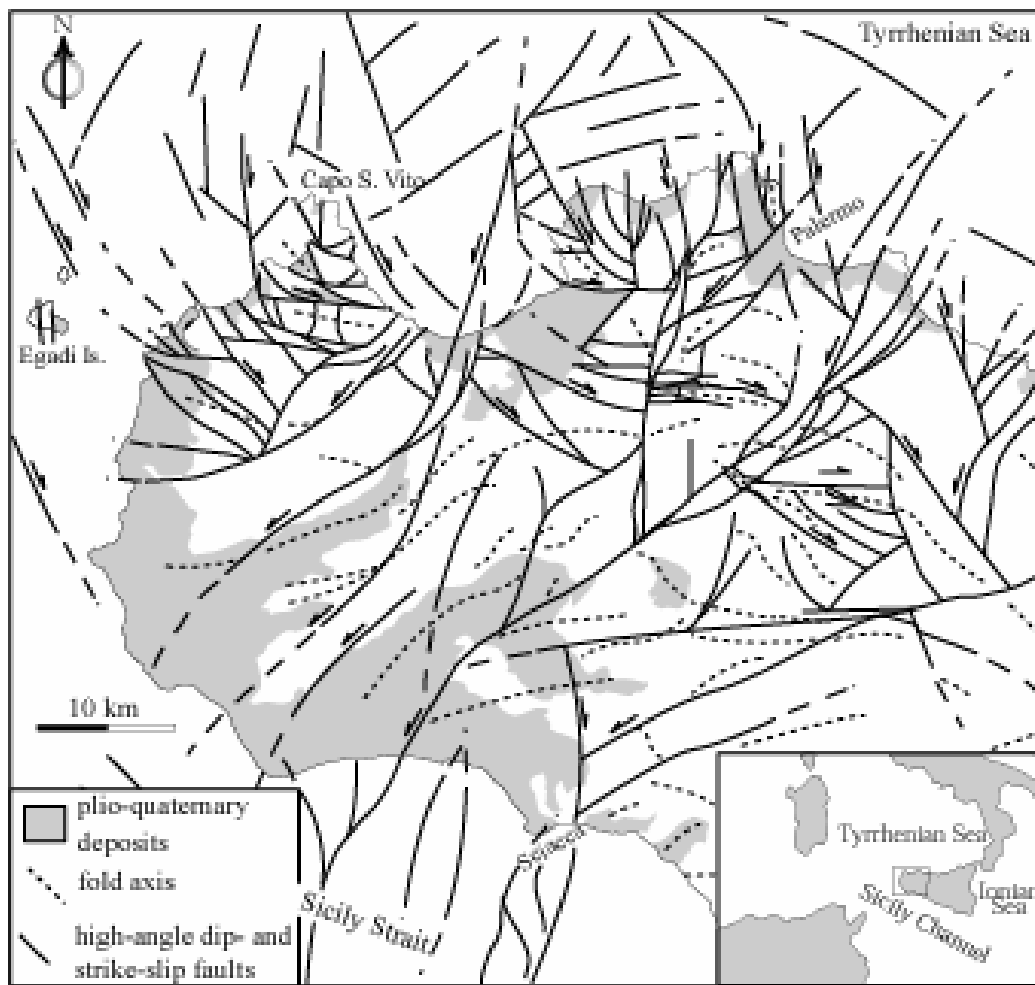 N
Tyrrhenian Sea
Capo S. Vito
Palermo
Egadi Is.
10 km
Sciacca
Sicily Strait
plio-quaternary
deposits
fold axis
high-angle dip- and
strike-slip faults
Tyrrhenian Sea
Ionian
Sea
Sicily Channel